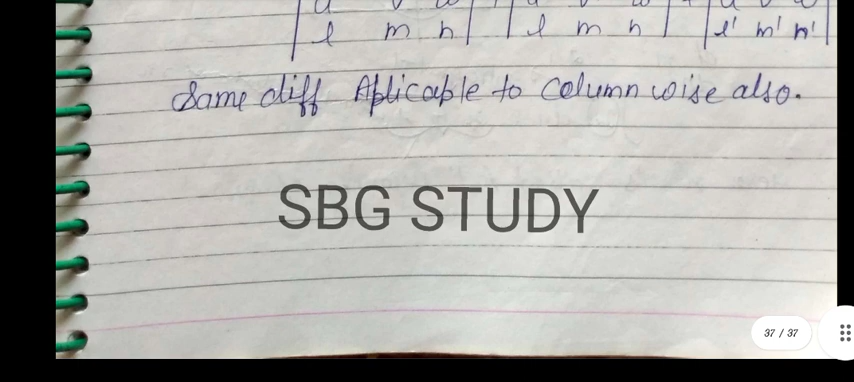 l m n l m n l' m' n'
Same diff Aplicable to Column wise also.
SBG STUDY
37 / 37